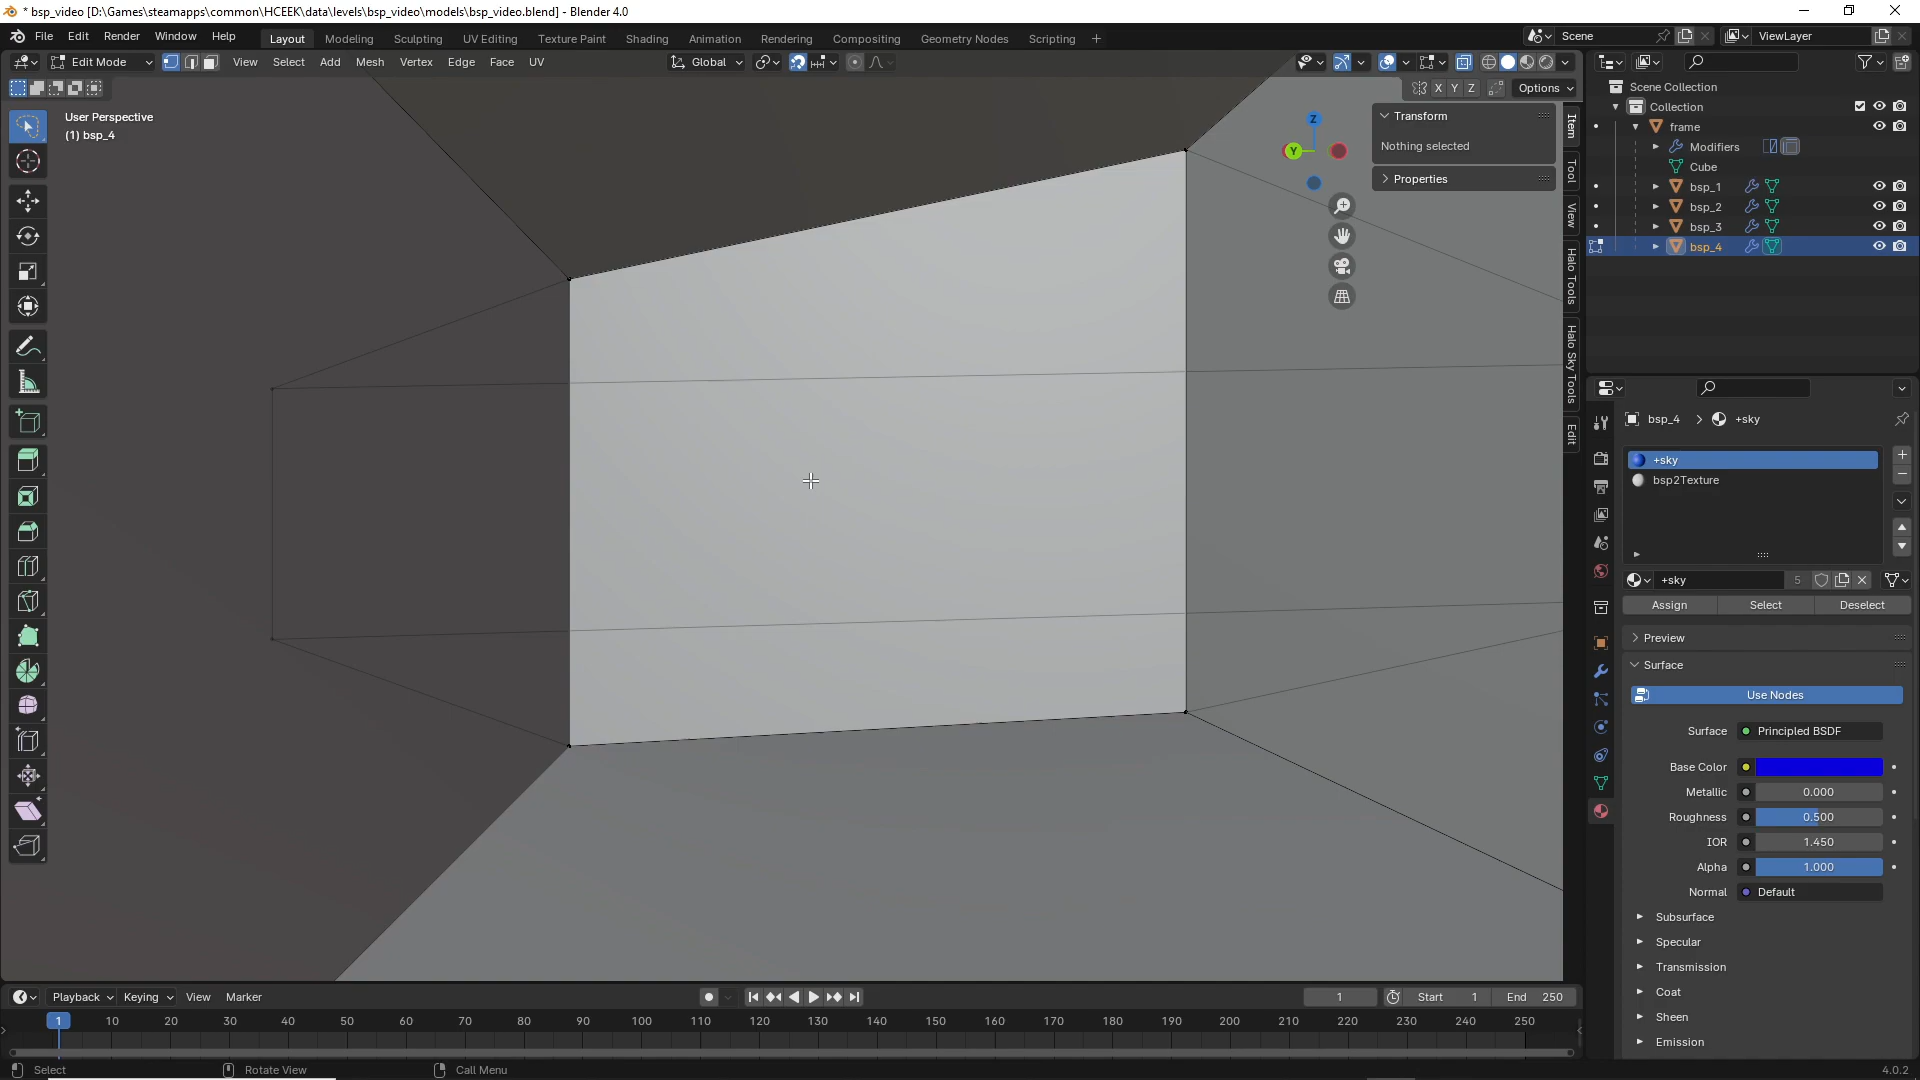 * bsp_video [D:\Games\steamapps\common\HCEEK\data\levels\bsp_video\models\bsp_video.blend] - Blender 4.0
File Edit Render Window Help Layout Modeling Sculpting UV Editing Texture Paint Shading Animation Rendering Compositing Geometry Nodes Scripting + Scene ViewLayer
Edit Mode View Select Add Mesh Vertex Edge Face UV Global
X Y Z Options
User Perspective
(1) bsp_4
Z
Y
Transform
Nothing selected
Properties
Item
Tool
View
Halo Tools
Halo Sky Tools
Edit
Scene Collection
Collection
frame
Modifiers
Cube
bsp_1
bsp_2
bsp_3
bsp_4
bsp_4 > +sky
+sky
bsp2Texture
+sky 5
Assign Select Deselect
Preview
Surface
Use Nodes
Surface Principled BSDF
Base Color
Metallic 0.000
Roughness 0.500
IOR 1.450
Alpha 1.000
Normal Default
Subsurface
Specular
Transmission
Coat
Sheen
Emission
Playback Keying View Marker 1 Start 1 End 250
1 10 20 30 40 50 60 70 80 90 100 110 120 130 140 150 160 170 180 190 200 210 220 230 240 250
Select Rotate View Call Menu 4.0.2